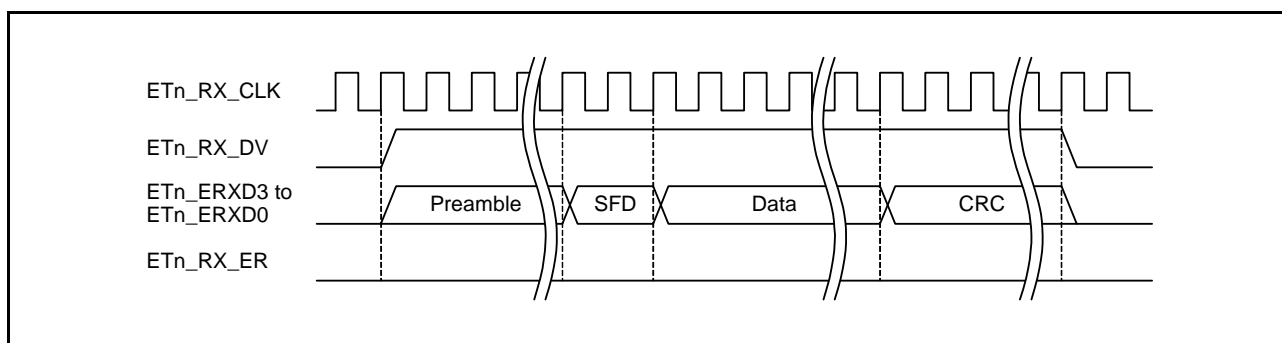 ETn_RX_CLK
ETn_RX_DV
ETn_ERXD3 to
ETn_ERXD0
Preamble
SFD
Data
CRC
ETn_RX_ER